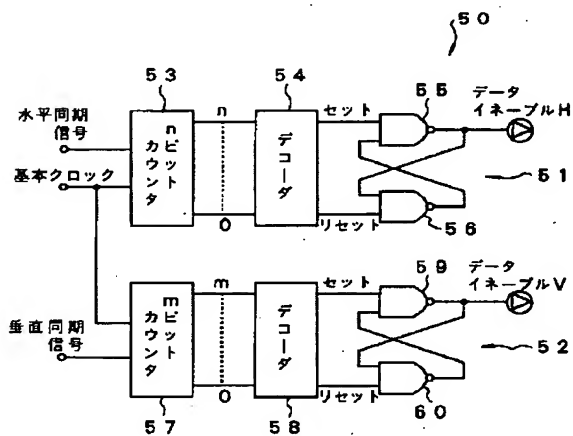 50
53
54
55
水平同期
信号
基本クロック
nビット
カウンタ
n
0
デコーダ
セット
リセット
データ
イネーブルH
51
56
垂直同期
信号
mビット
カウンタ
m
0
デコーダ
セット
リセット
59
データ
イネーブルV
52
60
57
58